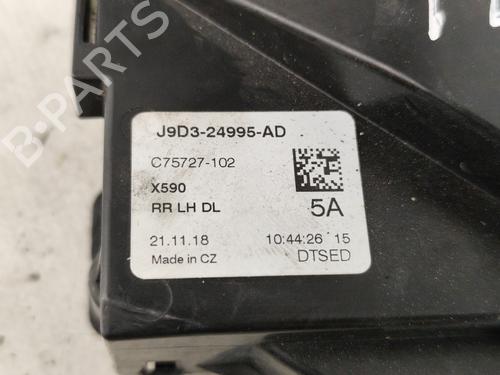 J9D3-24995-AD
C75727-102
X590
RR LH DL 5A
21.11.18 10:44:26 15
Made in CZ DTSED